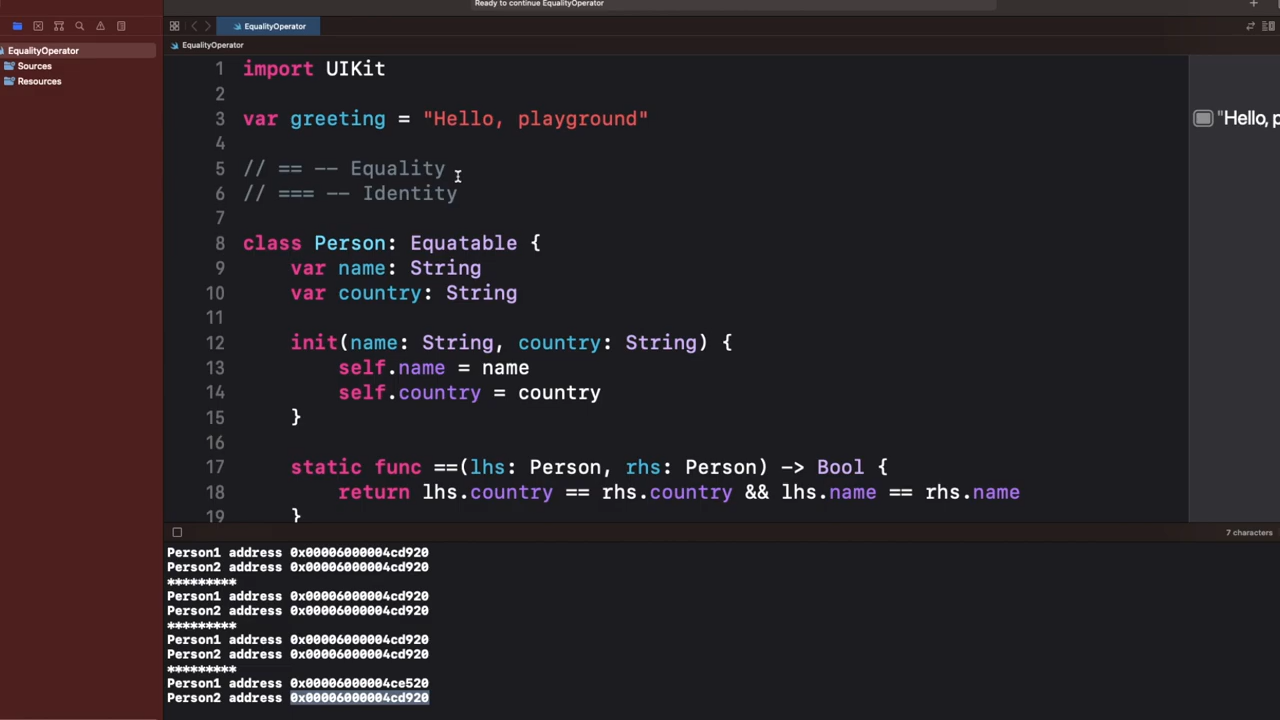 Ready to continue EqualityOperator
EqualityOperator
EqualityOperator
EqualityOperator
Sources
Resources
1 import UIKit
2
3 var greeting = "Hello, playground"
"Hello, p
4
5 // == -- Equality
6 // === -- Identity
7
8 class Person: Equatable {
9 var name: String
10 var country: String
11
12 init(name: String, country: String) {
13 self.name = name
14 self.country = country
15 }
16
17 static func ==(lhs: Person, rhs: Person) -> Bool {
18 return lhs.country == rhs.country && lhs.name == rhs.name
19 }
7 characters
Person1 address 0x00006000004cd920
Person2 address 0x00006000004cd920
*********
Person1 address 0x00006000004cd920
Person2 address 0x00006000004cd920
*********
Person1 address 0x00006000004cd920
Person2 address 0x00006000004cd920
*********
Person1 address 0x00006000004ce520
Person2 address 0x00006000004cd920